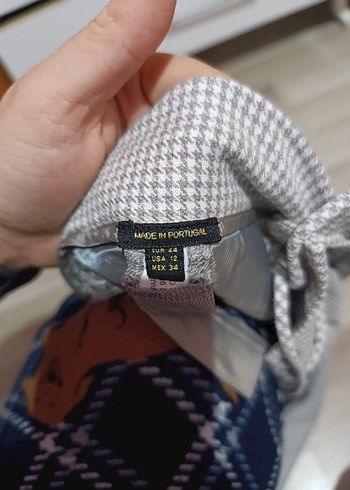 MADE IN PORTUGAL
EUR 44
USA 12
MEX 34